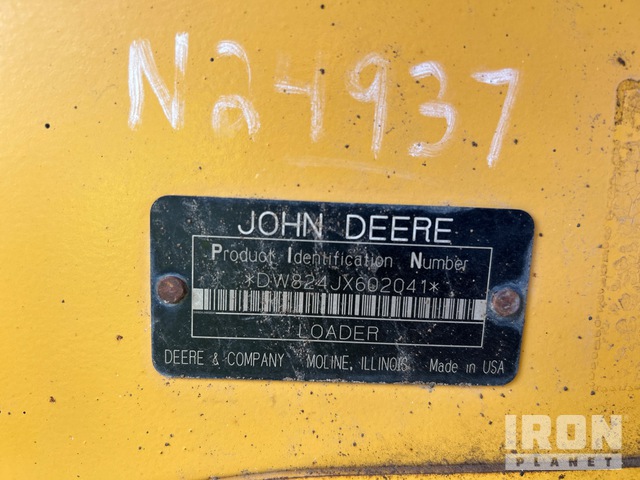 N24937
JOHN DEERE
Product Identification Number
*DW824JX602041*
LOADER
DEERE & COMPANY MOLINE, ILLINOIS Made in USA
IRON
PLANET